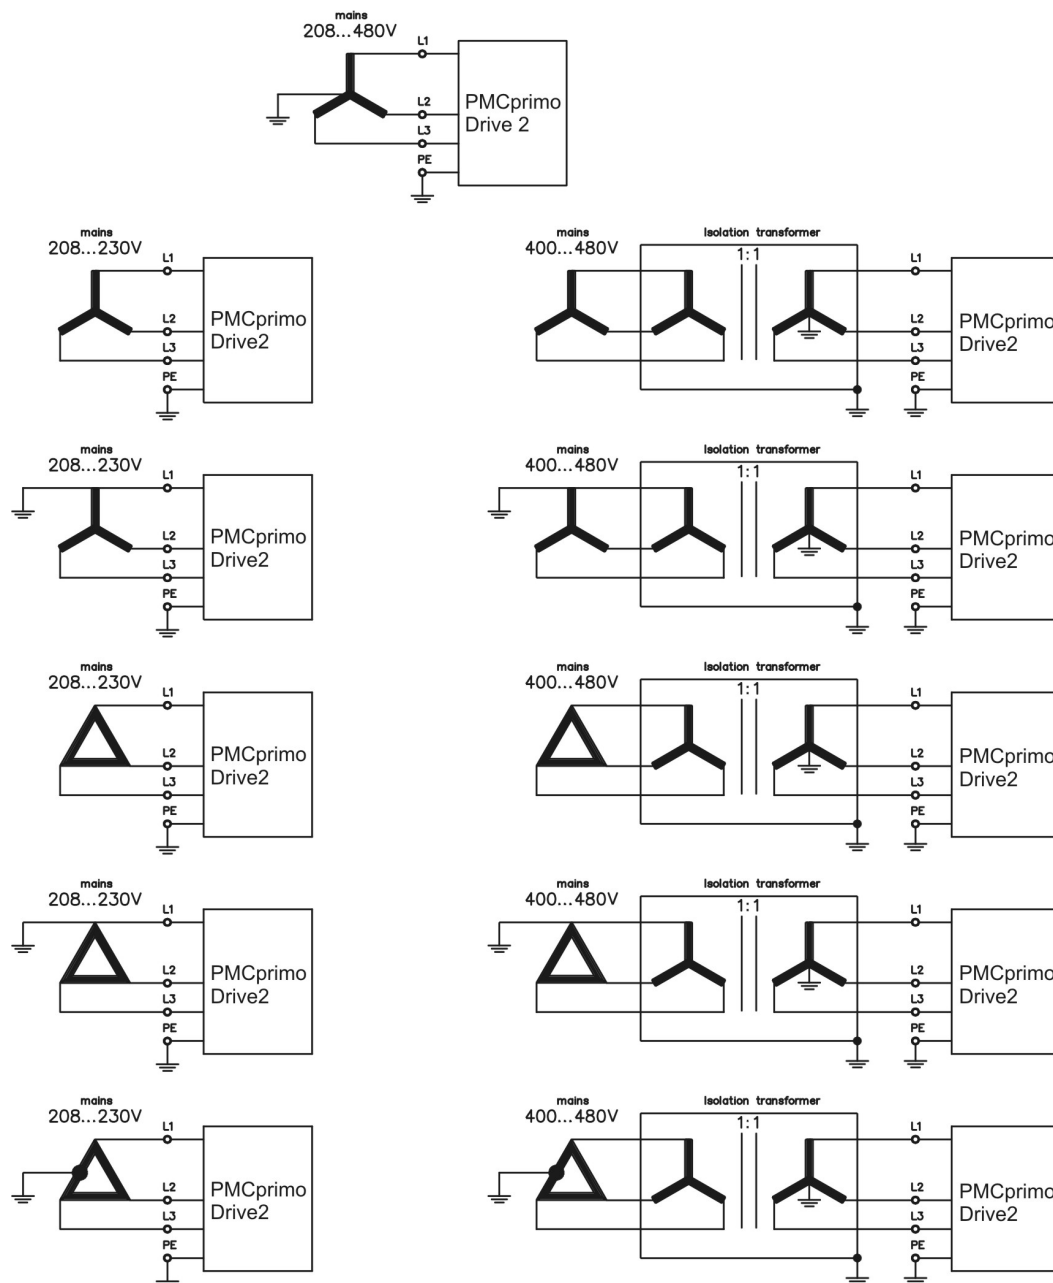 mains
208...480V
L1
L2
L3
PE
PMCprimo
Drive 2
mains
208...230V
L1
L2
L3
PE
PMCprimo
Drive2
mains
400...480V
Isolation transformer
1:1
L1
L2
L3
PE
PMCprimo
Drive2
mains
208...230V
L1
L2
L3
PE
PMCprimo
Drive2
mains
400...480V
Isolation transformer
1:1
L1
L2
L3
PE
PMCprimo
Drive2
mains
208...230V
L1
L2
L3
PE
PMCprimo
Drive2
mains
400...480V
Isolation transformer
1:1
L1
L2
L3
PE
PMCprimo
Drive2
mains
208...230V
L1
L2
L3
PE
PMCprimo
Drive2
mains
400...480V
Isolation transformer
1:1
L1
L2
L3
PE
PMCprimo
Drive2
mains
208...230V
L1
L2
L3
PE
PMCprimo
Drive2
mains
400...480V
Isolation transformer
1:1
L1
L2
L3
PE
PMCprimo
Drive2